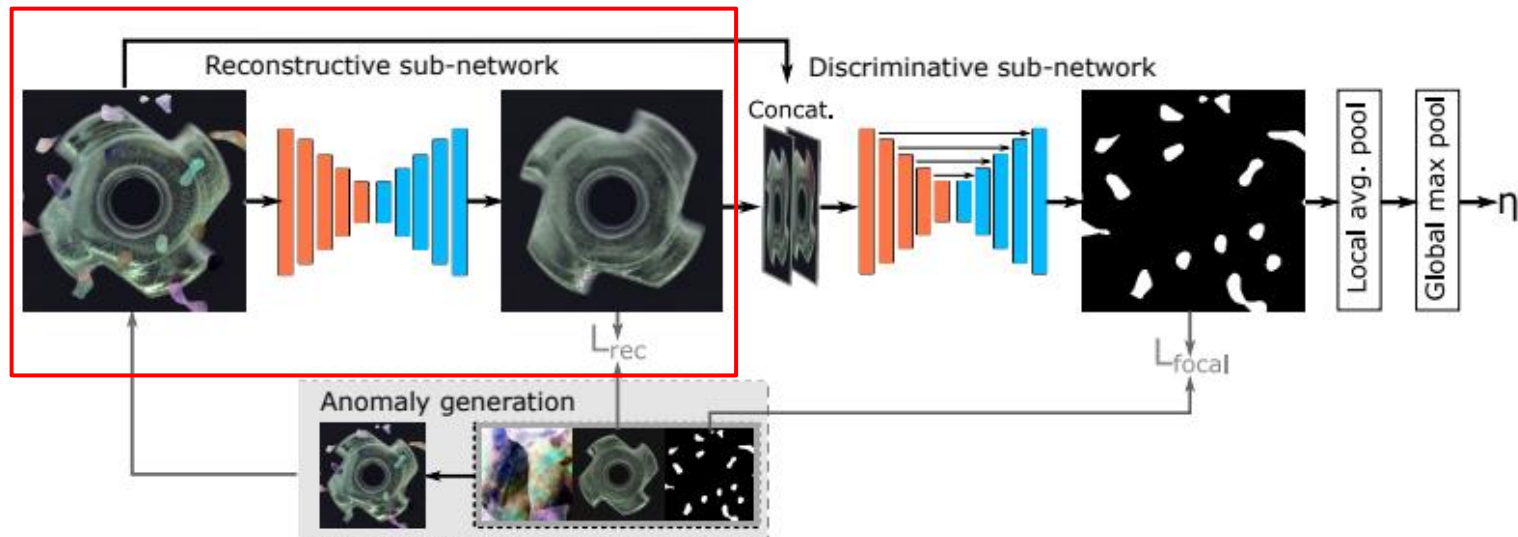 Reconstructive sub-network
Discriminative sub-network
Concat.
Local avg. pool
Global max pool
η
Lrec
Lfocal
Anomaly generation